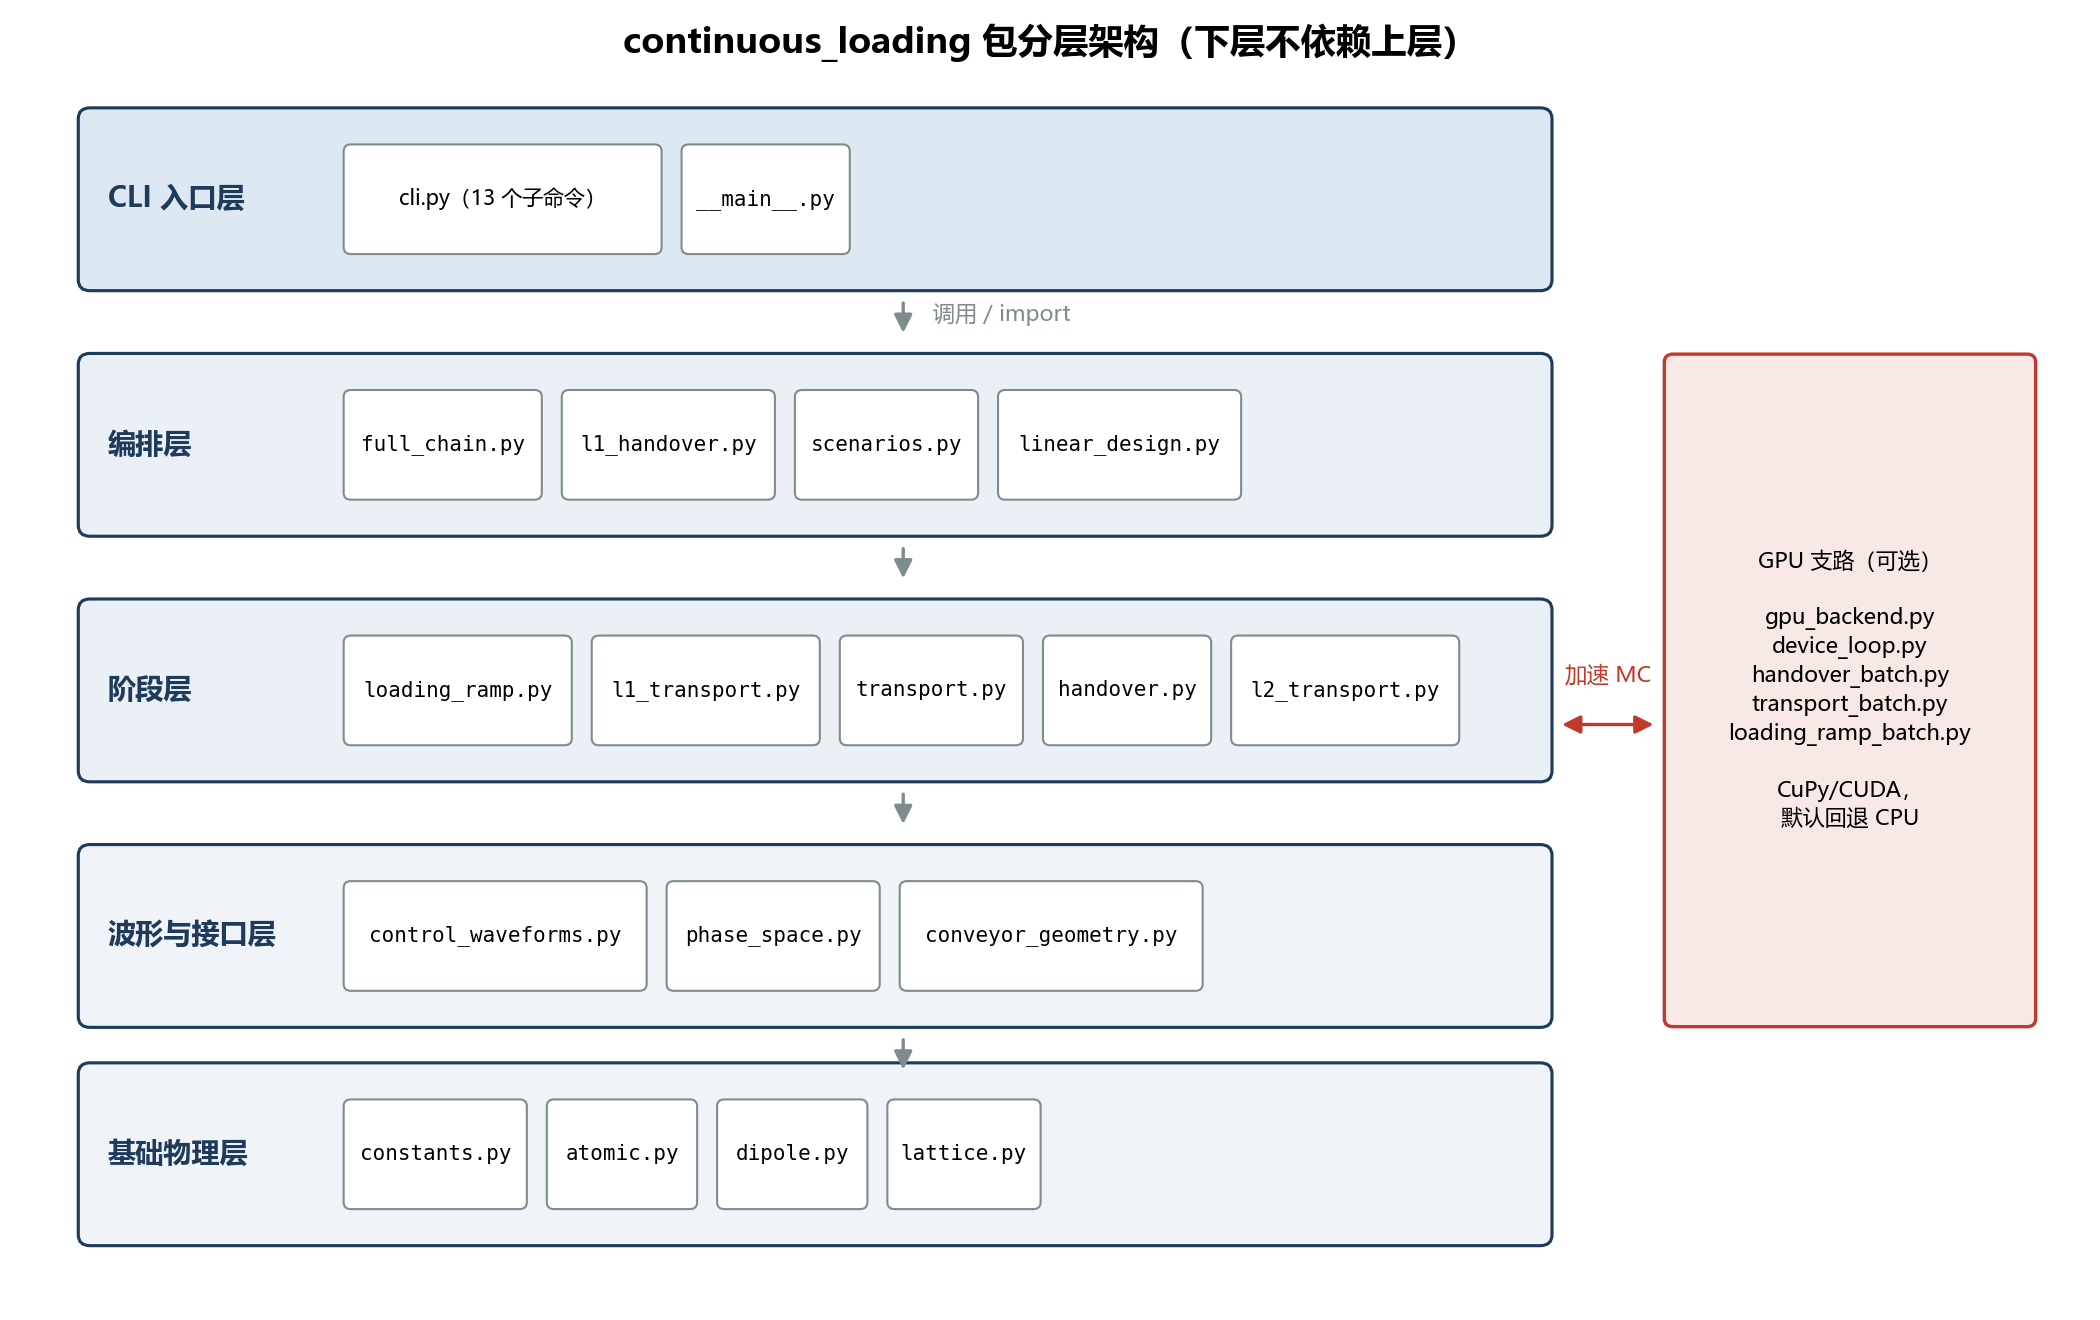 continuous_loading 包分层架构（下层不依赖上层）
CLI 入口层
cli.py（13 个子命令）
__main__.py
调用 / import
编排层
full_chain.py
l1_handover.py
scenarios.py
linear_design.py
阶段层
loading_ramp.py
l1_transport.py
transport.py
handover.py
l2_transport.py
加速 MC
GPU 支路（可选）
gpu_backend.py
device_loop.py
handover_batch.py
transport_batch.py
loading_ramp_batch.py
CuPy/CUDA，
默认回退 CPU
波形与接口层
control_waveforms.py
phase_space.py
conveyor_geometry.py
基础物理层
constants.py
atomic.py
dipole.py
lattice.py